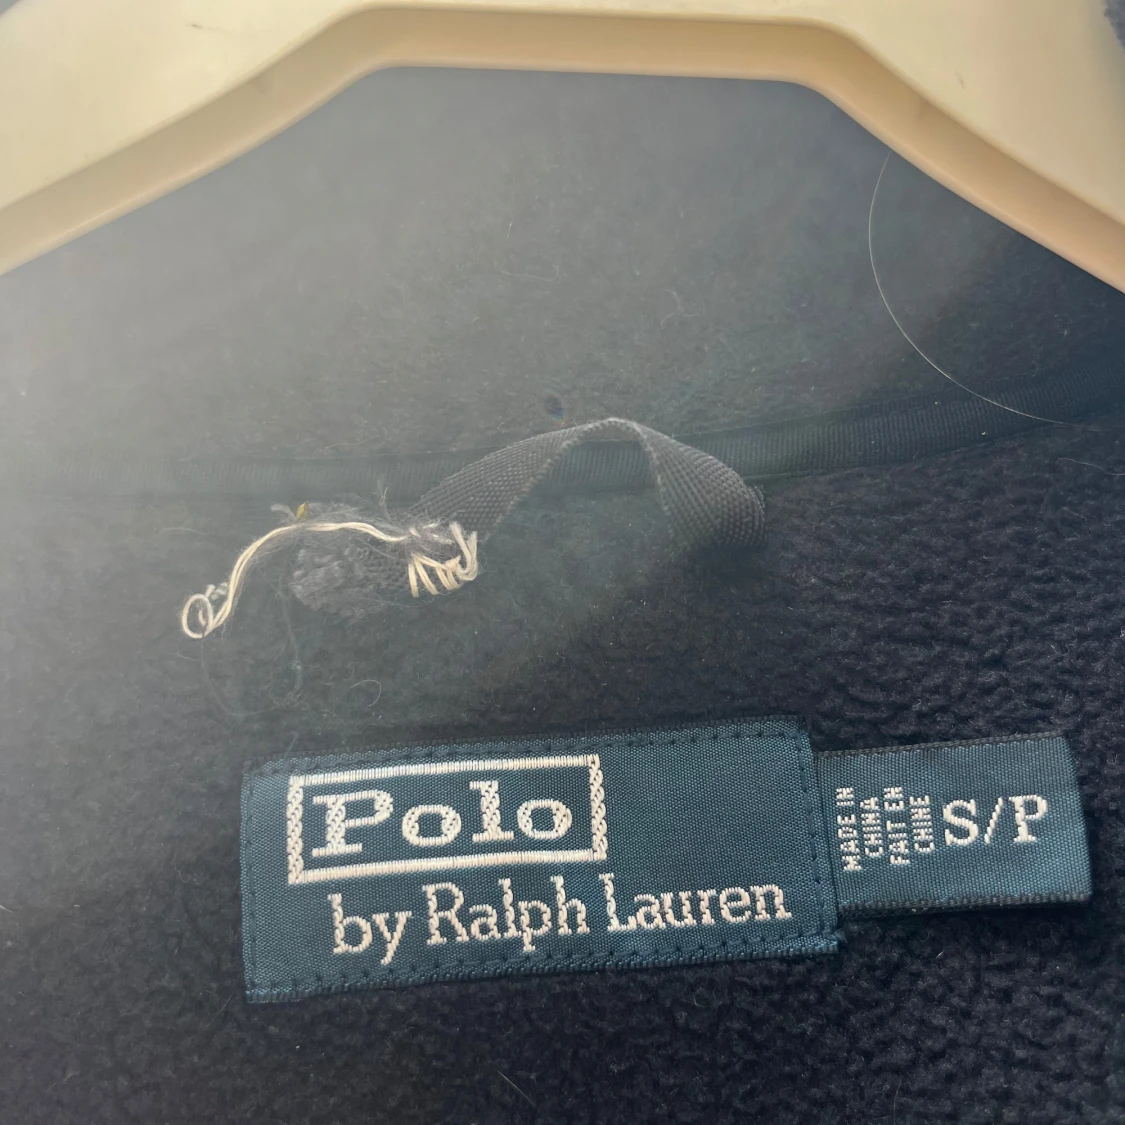 Polo
by Ralph Lauren
MADE IN
CHINA
FAIT EN
CHINE
S/P